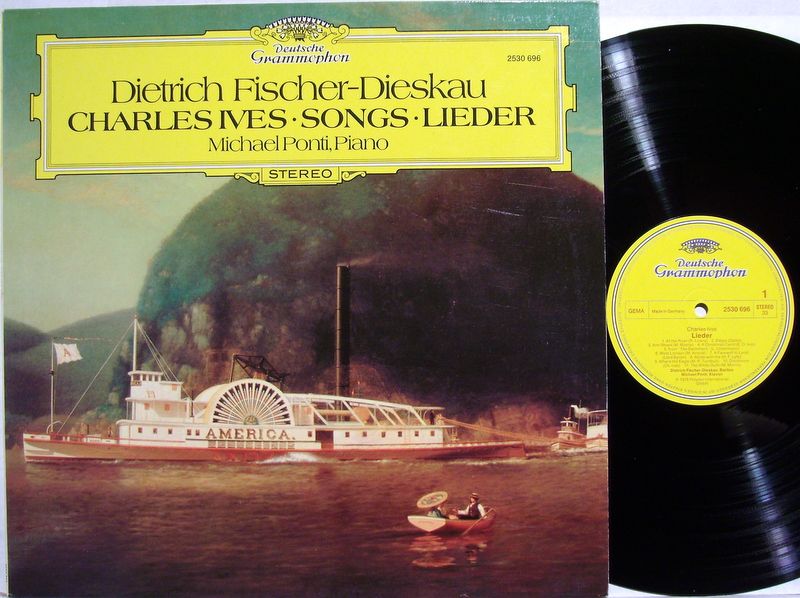 Deutsche
Grammophon
2530 696
Dietrich Fischer-Dieskau
CHARLES IVES · SONGS · LIEDER
Michael Ponti, Piano
STEREO
A
AMERICA.
Deutsche
Grammophon
1
GEMA
Made in Germany
2530 696
STEREO
33
Charles Ives
Lieder
Dietrich Fischer-Dieskau, Bariton
Michael Ponti, Klavier